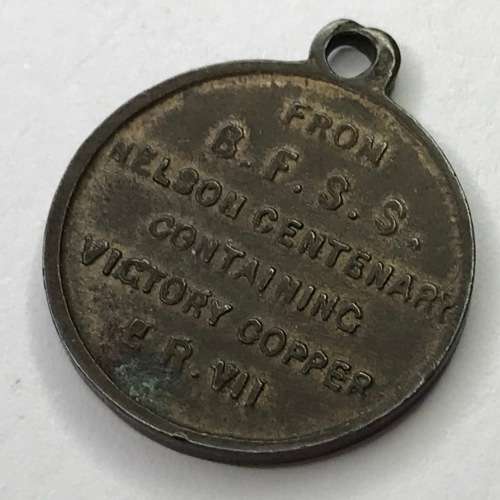 FROM
B. F. S. S.
NELSON CENTENARY
CONTAINING
VICTORY COPPER
E R. VII